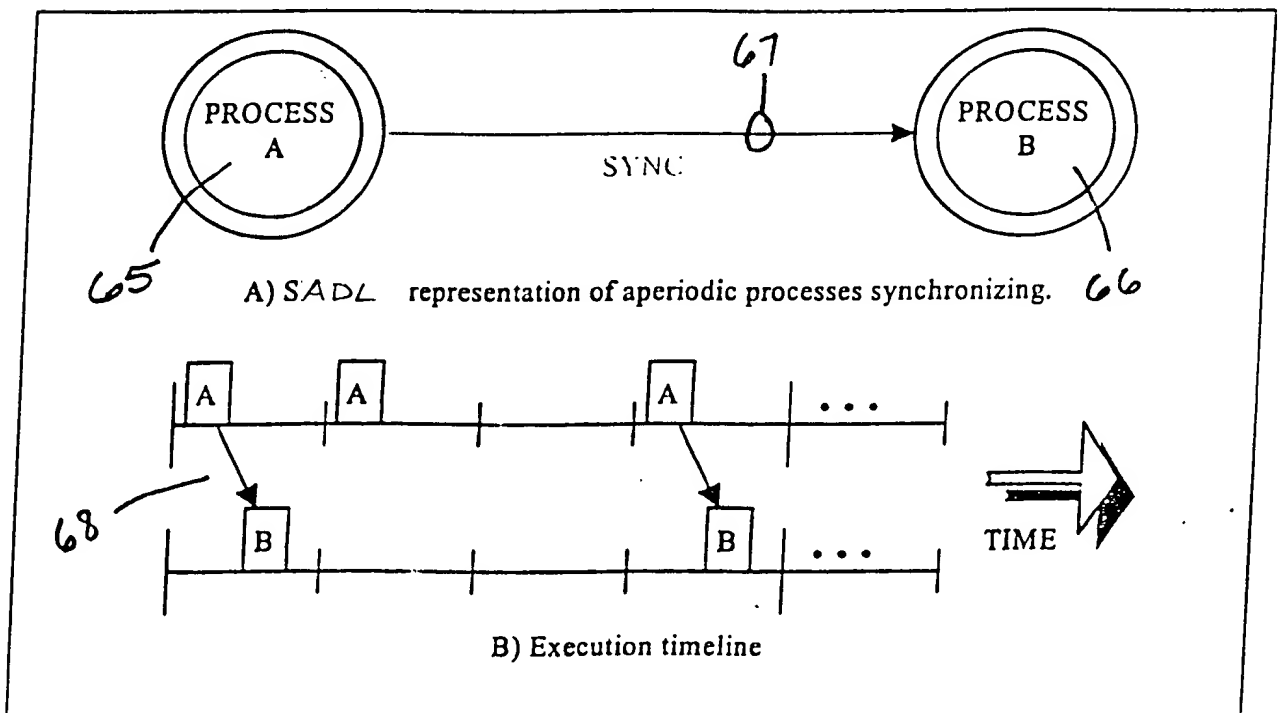 67
PROCESS
A
PROCESS
B
SYNC
65
66
A) SADL representation of aperiodic processes synchronizing.
A
A
A
• • •
68
B
B
• • •
TIME
B) Execution timeline